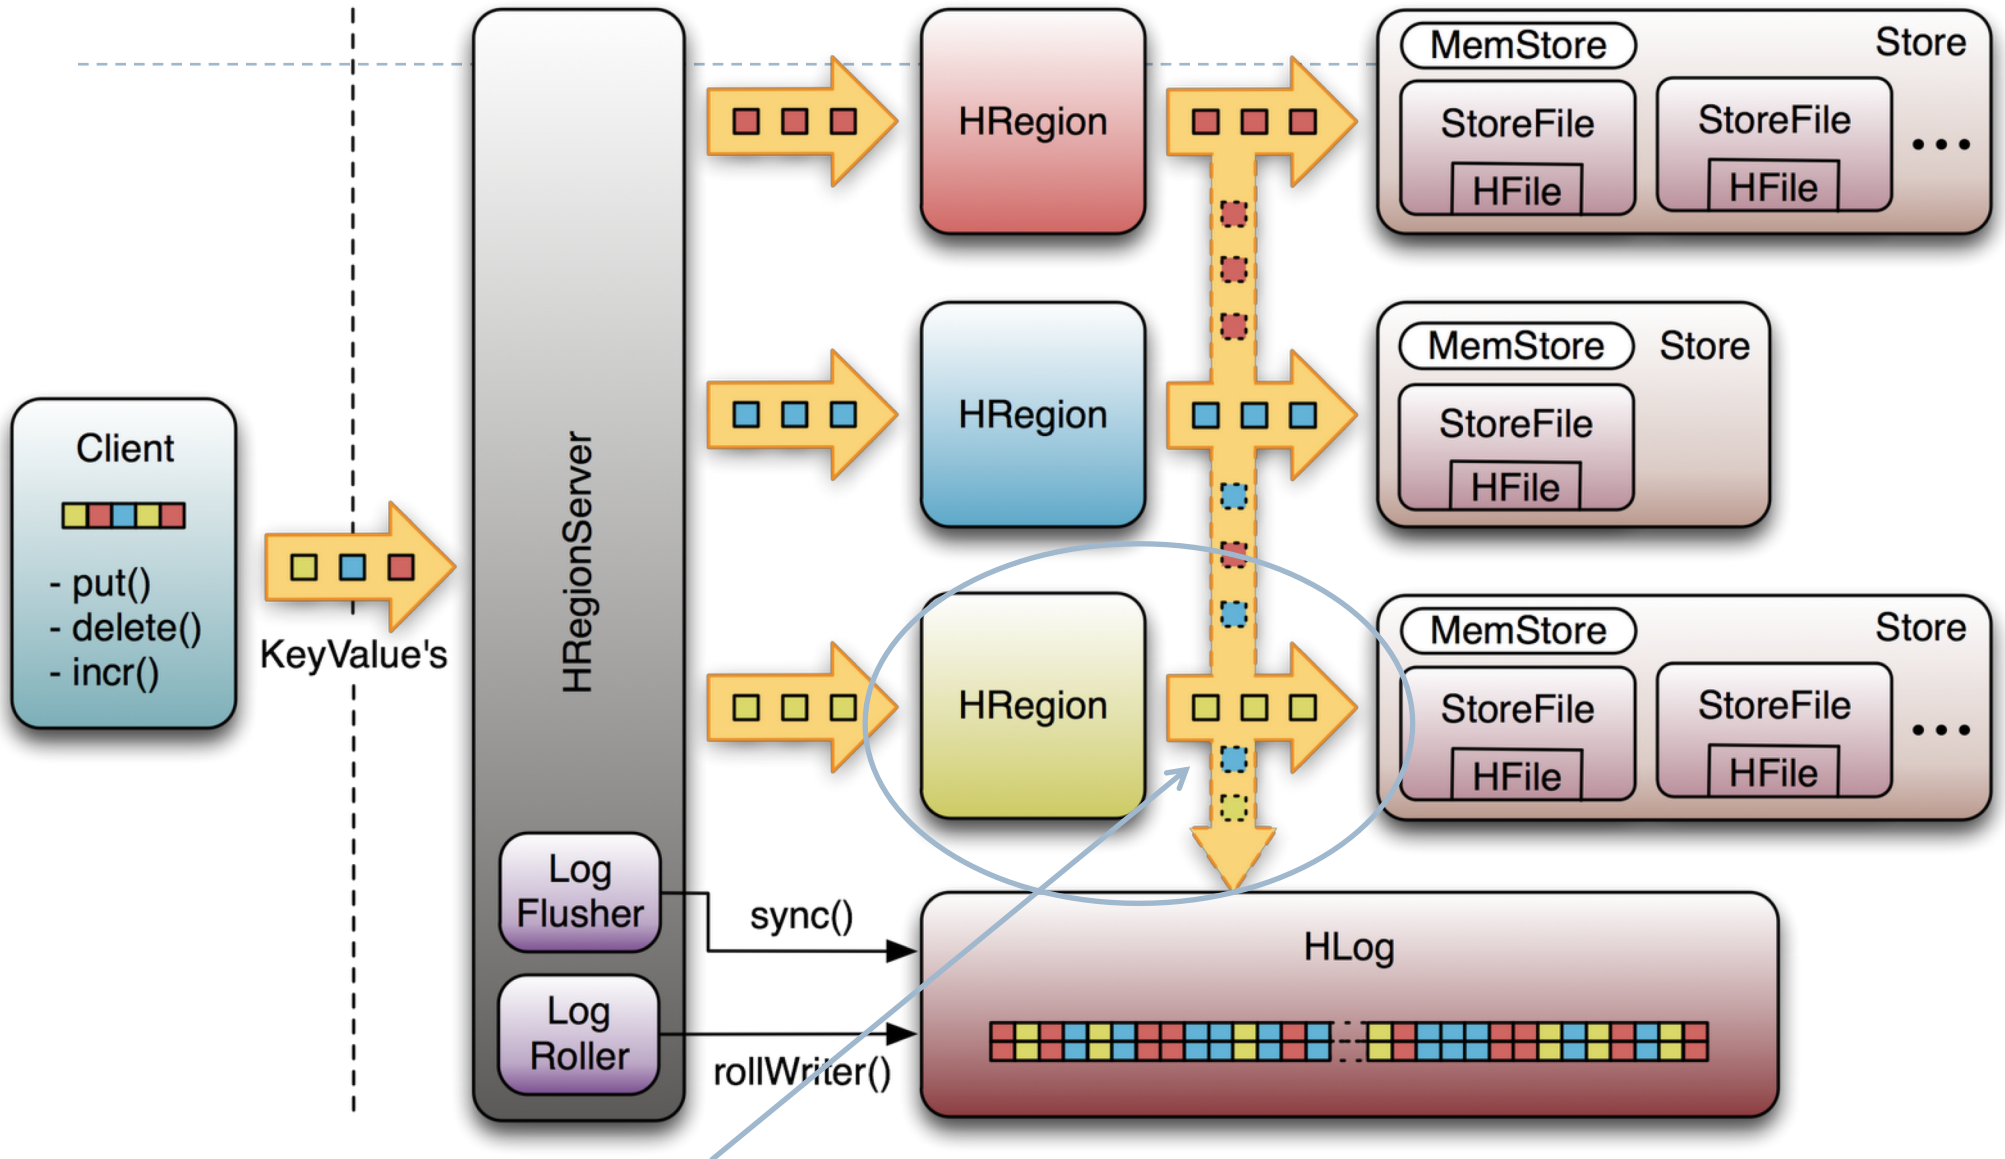 Client
- put()
- delete()
- incr()
KeyValue's
HRegionServer
Log
Flusher
Log
Roller
sync()
rollWriter()
HRegion
MemStore
Store
StoreFile
HFile
StoreFile
HFile
...
HRegion
MemStore
Store
StoreFile
HFile
HRegion
MemStore
Store
StoreFile
HFile
StoreFile
HFile
...
HLog